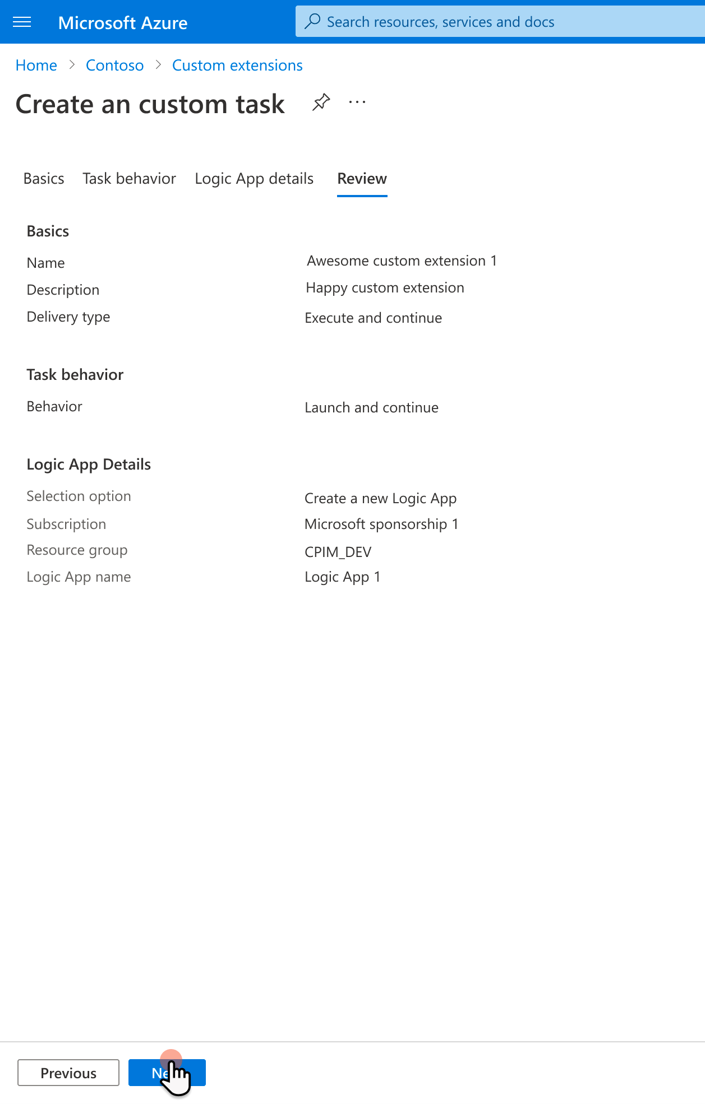 Microsoft Azure
Search resources, services and docs
Home > Contoso > Custom extensions
Create an custom task
Basics Task behavior Logic App details Review
Basics
Name Awesome custom extension 1
Description Happy custom extension
Delivery type Execute and continue
Task behavior
Behavior Launch and continue
Logic App Details
Selection option Create a new Logic App
Subscription Microsoft sponsorship 1
Resource group CPIM_DEV
Logic App name Logic App 1
Previous